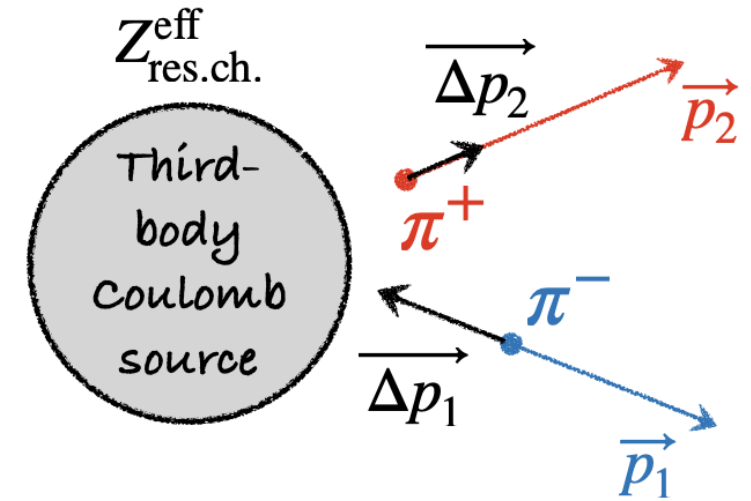 Z^eff_res.ch.
Third-
body
Coulomb
source
Δp₂
p₂
π⁺
π⁻
Δp₁
p₁